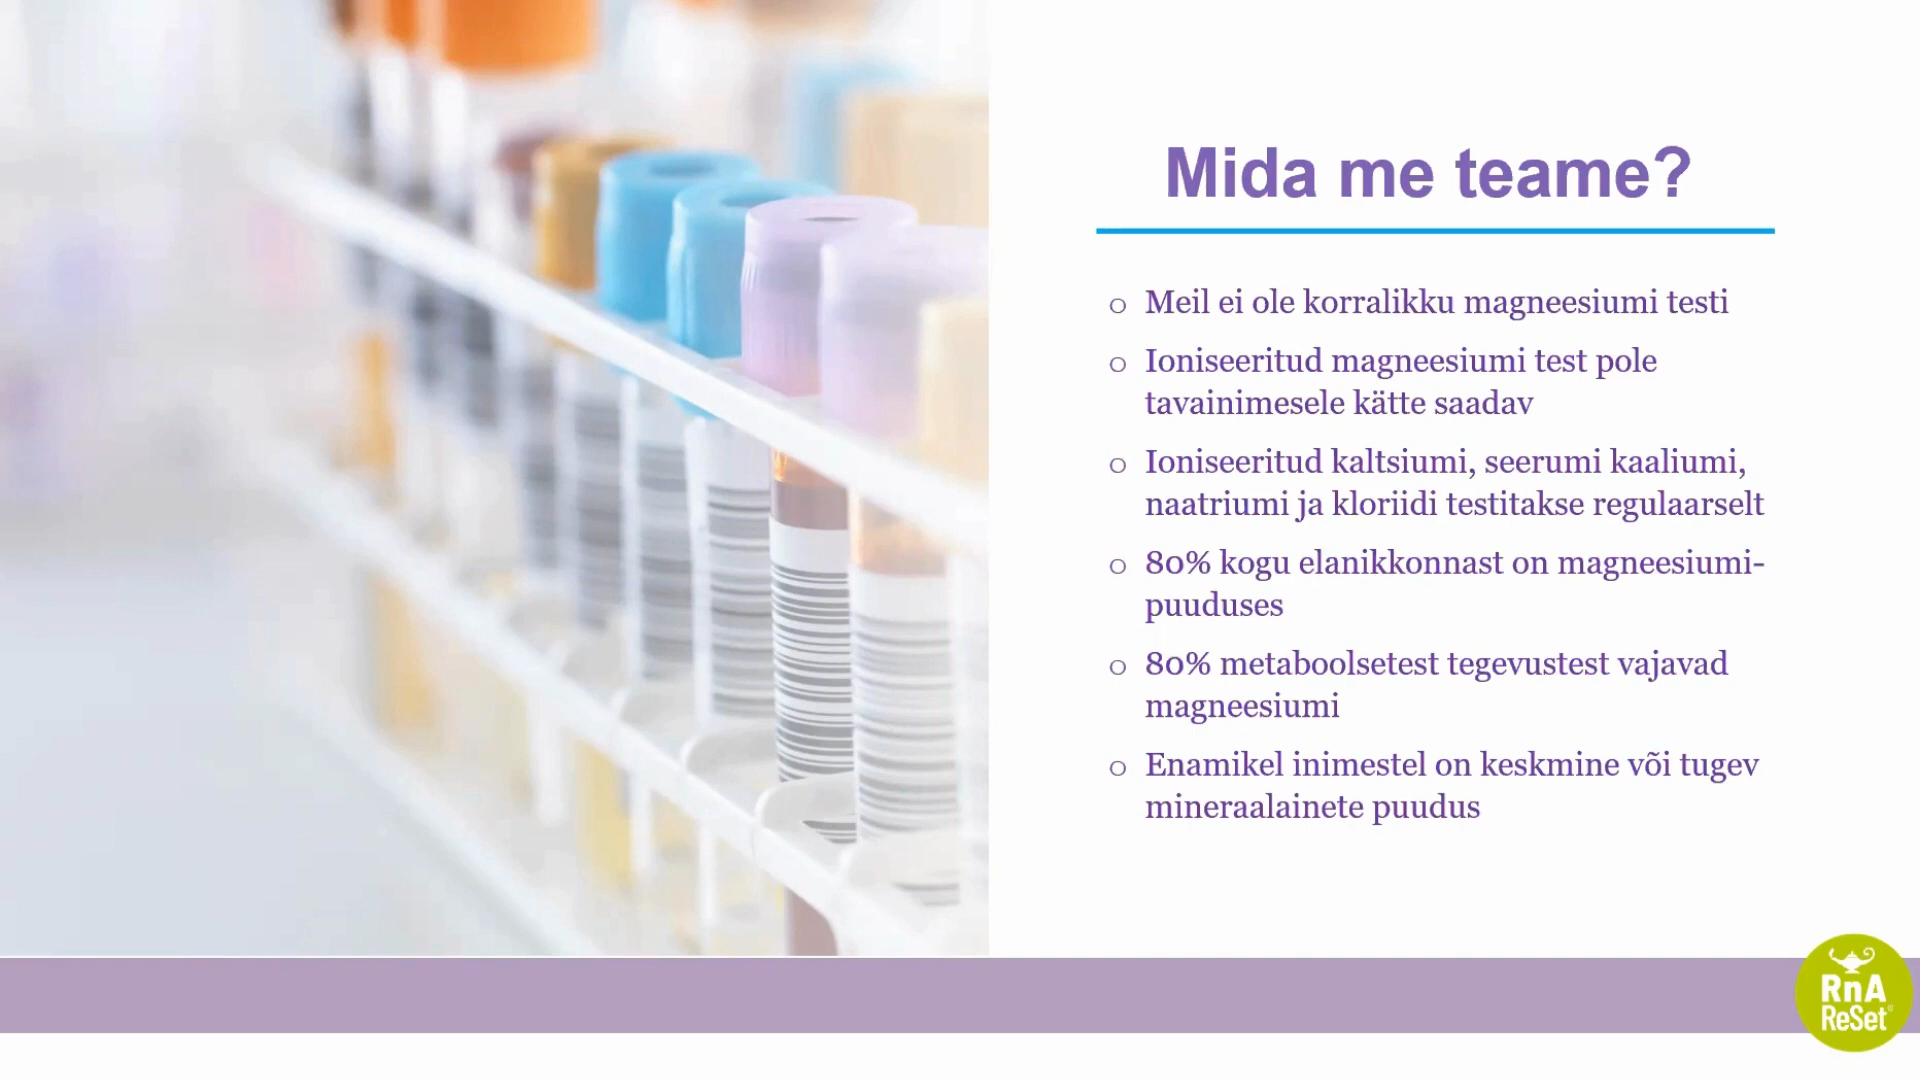 Mida me teame?
o Meil ei ole korralikku magneesiumi testi
o Ioniseeritud magneesiumi test pole
tavainimesele kätte saadav
o Ioniseeritud kaltsiumi, seerumi kaaliumi,
naatriumi ja kloriidi testitakse regulaarselt
o 80% kogu elanikkonnast on magneesiumi-
puuduses
o 80% metaboolsetest tegevustest vajavad
magneesiumi
o Enamikel inimestel on keskmine või tugev
mineraalainete puudus
RnA
ReSet®